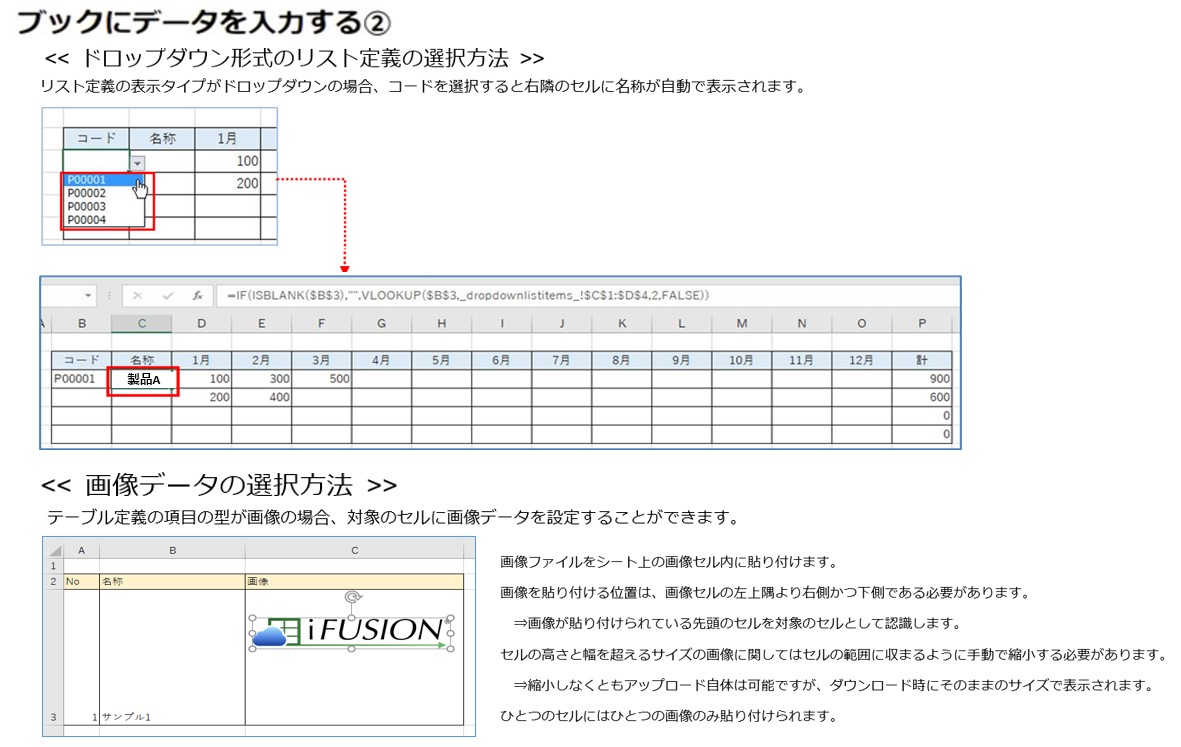 ブックにデータを入力する②
<< ドロップダウン形式のリスト定義の選択方法 >>
リスト定義の表示タイプがドロップダウンの場合、コードを選択すると右隣のセルに名称が自動で表示されます。
コード 名称 1月
100
P00001 200
P00002
P00003
P00004
fx =IF(ISBLANK($B$3),"",VLOOKUP($B$3,_dropdownlistitems_!$C$1:$D$4,2,FALSE))
A B C D E F G H I J K L M N O P
コード 名称 1月 2月 3月 4月 5月 6月 7月 8月 9月 10月 11月 12月 計
P00001 製品A 100 300 500 900
200 400 600
0
0
<< 画像データの選択方法 >>
テーブル定義の項目の型が画像の場合、対象のセルに画像データを設定することができます。
A B C
1
2 No 名称 画像
iFUSION®
3 1 サンプル1
画像ファイルをシート上の画像セル内に貼り付けます。
画像を貼り付ける位置は、画像セルの左上隅より右側かつ下側である必要があります。
⇒画像が貼り付けられている先頭のセルを対象のセルとして認識します。
セルの高さと幅を超えるサイズの画像に関してはセルの範囲に収まるように手動で縮小する必要があります。
⇒縮小しなくともアップロード自体は可能ですが、ダウンロード時にそのままのサイズで表示されます。
ひとつのセルにはひとつの画像のみ貼り付けられます。